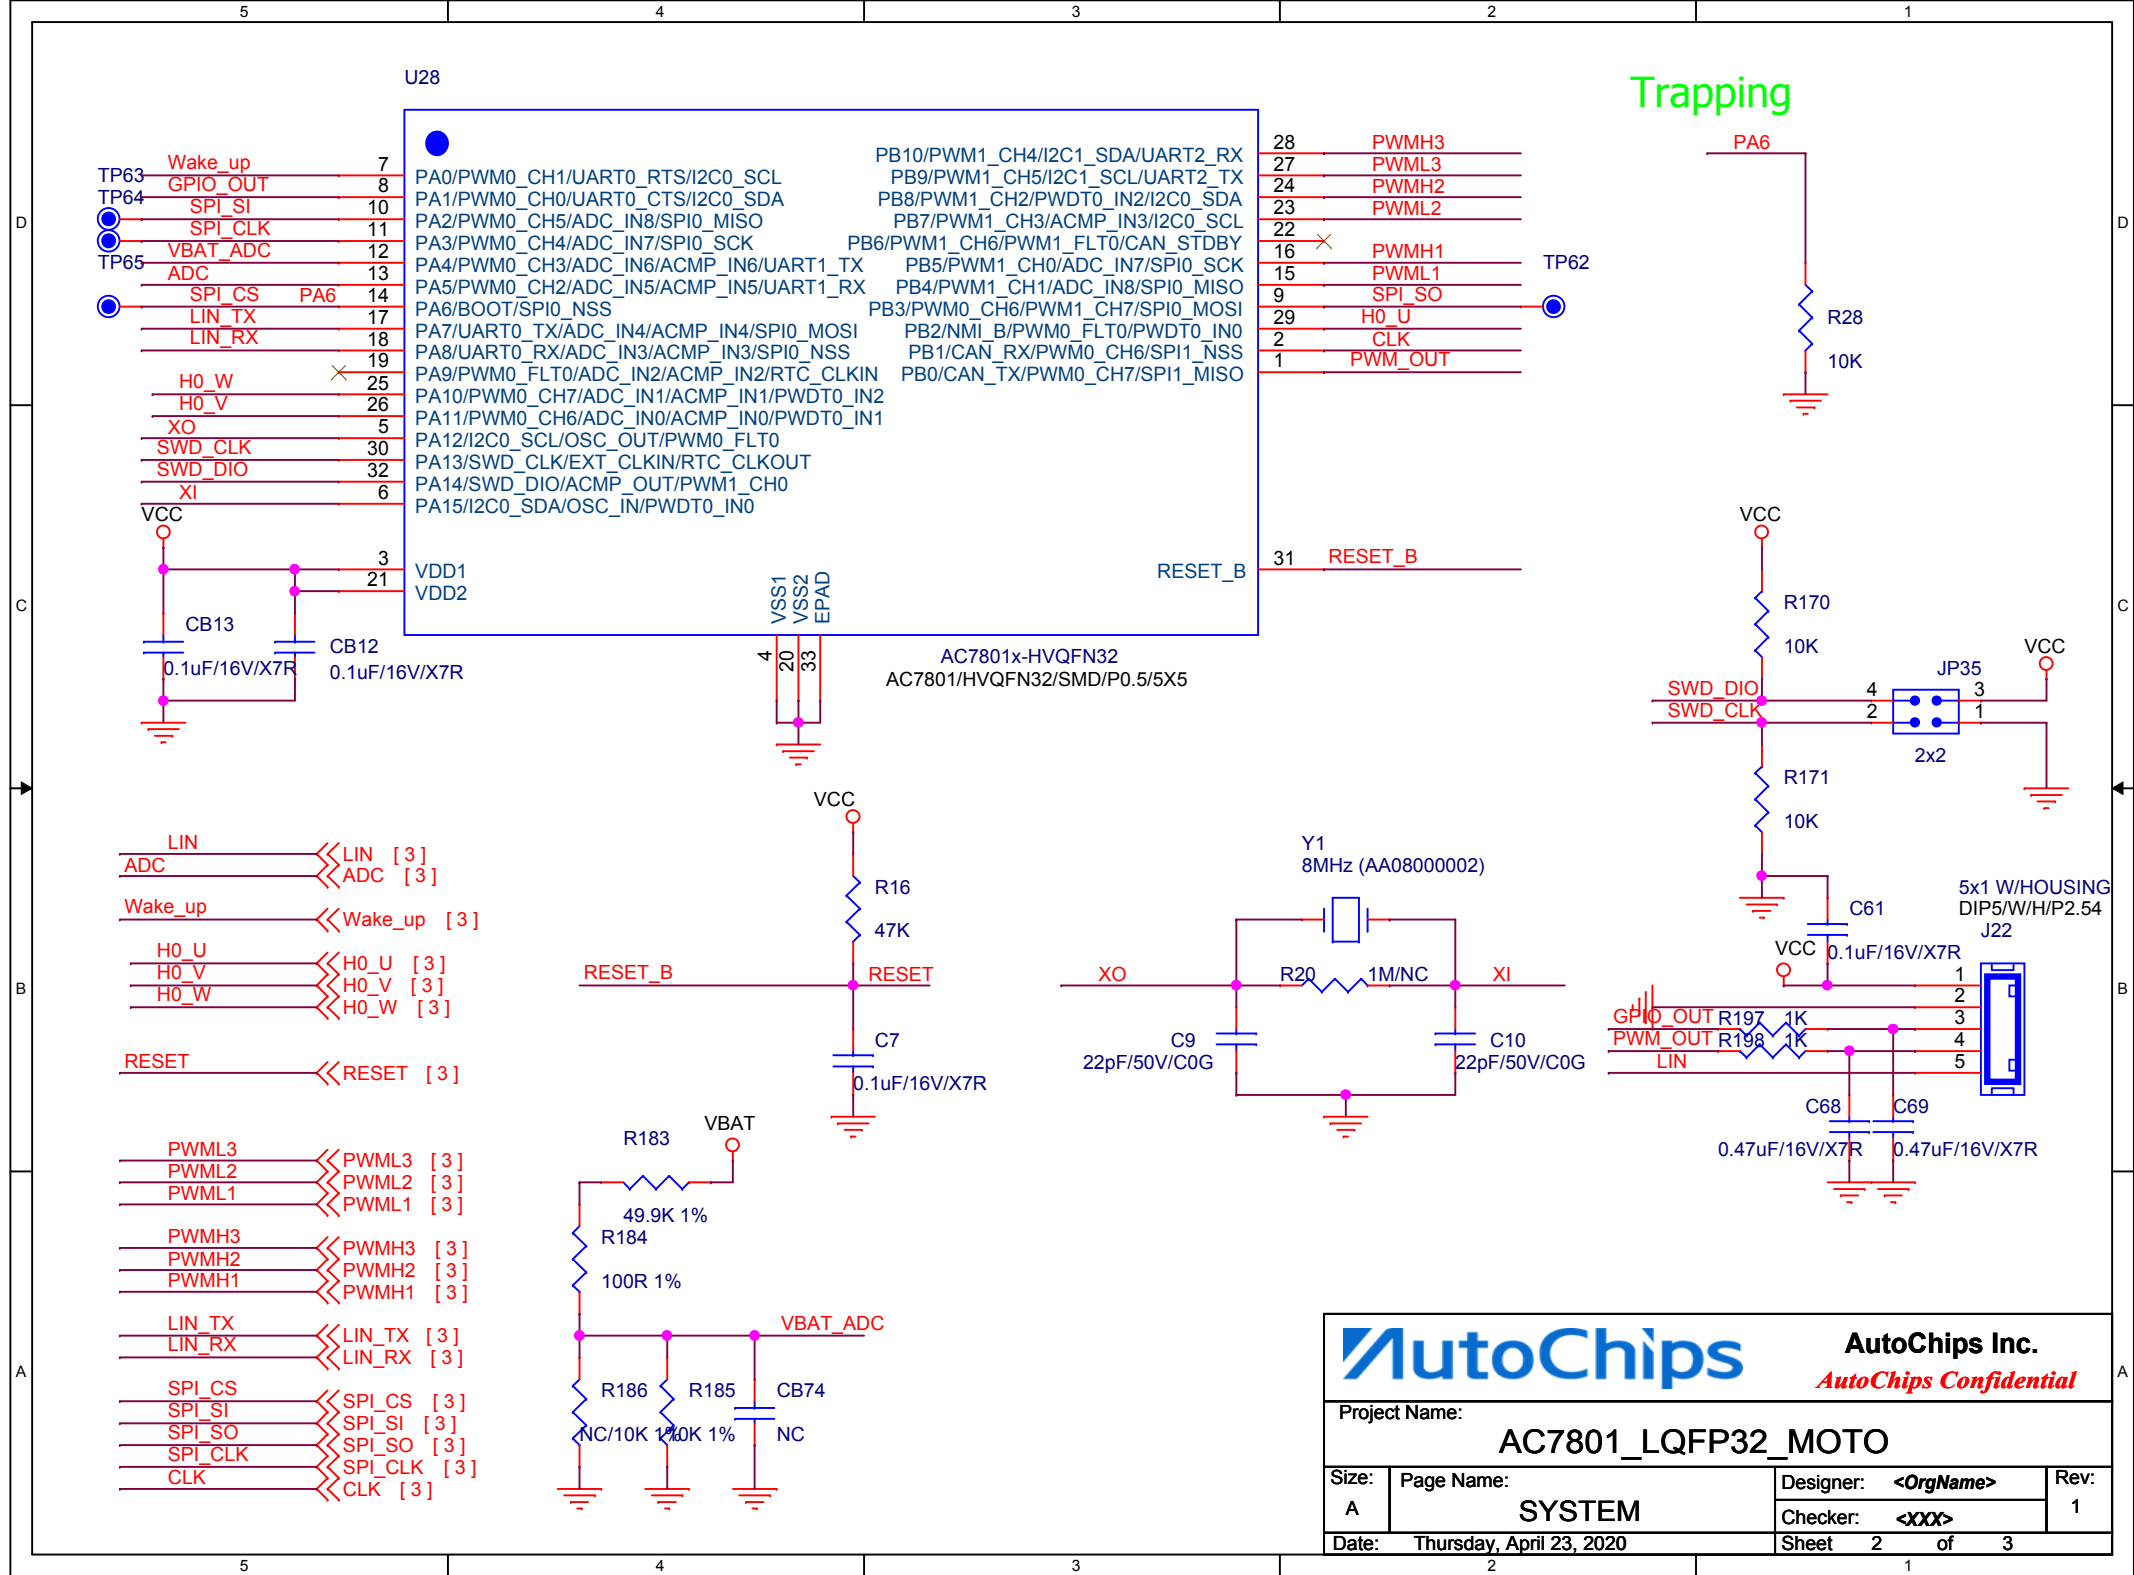 5 4 3 2 1
U28
Trapping
TP63
TP64
TP65
Wake_up 7 PA0/PWM0_CH1/UART0_RTS/I2C0_SCL
GPIO_OUT 8 PA1/PWM0_CH0/UART0_CTS/I2C0_SDA
SPI_SI 10 PA2/PWM0_CH5/ADC_IN8/SPI0_MISO
SPI_CLK 11 PA3/PWM0_CH4/ADC_IN7/SPI0_SCK
VBAT_ADC 12 PA4/PWM0_CH3/ADC_IN6/ACMP_IN6/UART1_TX
ADC 13 PA5/PWM0_CH2/ADC_IN5/ACMP_IN5/UART1_RX
SPI_CS PA6 14 PA6/BOOT/SPI0_NSS
LIN_TX 17 PA7/UART0_TX/ADC_IN4/ACMP_IN4/SPI0_MOSI
LIN_RX 18 PA8/UART0_RX/ADC_IN3/ACMP_IN3/SPI0_NSS
19 PA9/PWM0_FLT0/ADC_IN2/ACMP_IN2/RTC_CLKIN
H0_W 25 PA10/PWM0_CH7/ADC_IN1/ACMP_IN1/PWDT0_IN2
H0_V 26 PA11/PWM0_CH6/ADC_IN0/ACMP_IN0/PWDT0_IN1
XO 5 PA12/I2C0_SCL/OSC_OUT/PWM0_FLT0
SWD_CLK 30 PA13/SWD_CLK/EXT_CLKIN/RTC_CLKOUT
SWD_DIO 32 PA14/SWD_DIO/ACMP_OUT/PWM1_CH0
XI 6 PA15/I2C0_SDA/OSC_IN/PWDT0_IN0
VCC
3 VDD1
21 VDD2
PB10/PWM1_CH4/I2C1_SDA/UART2_RX 28 PWMH3
PB9/PWM1_CH5/I2C1_SCL/UART2_TX 27 PWML3
PB8/PWM1_CH2/PWDT0_IN2/I2C0_SDA 24 PWMH2
PB7/PWM1_CH3/ACMP_IN3/I2C0_SCL 23 PWML2
PB6/PWM1_CH6/PWM1_FLT0/CAN_STDBY 22
PB5/PWM1_CH0/ADC_IN7/SPI0_SCK 16 PWMH1
PB4/PWM1_CH1/ADC_IN8/SPI0_MISO 15 PWML1
PB3/PWM0_CH6/PWM1_CH7/SPI0_MOSI 9 SPI_SO TP62
PB2/NMI_B/PWM0_FLT0/PWDT0_IN0 29 H0_U
PB1/CAN_RX/PWM0_CH6/SPI1_NSS 2 CLK
PB0/CAN_TX/PWM0_CH7/SPI1_MISO 1 PWM_OUT
RESET_B 31 RESET_B
VSS1 VSS2 EPAD
4 20 33
AC7801x-HVQFN32
AC7801/HVQFN32/SMD/P0.5/5X5
CB13
0.1uF/16V/X7R
CB12
0.1uF/16V/X7R
PA6
R28
10K
D D
C C
B B
A A
VCC
R170
10K
SWD_DIO
SWD_CLK
4 3
2 1
JP35
VCC
2x2
R171
10K
C61
0.1uF/16V/X7R
VCC
5x1 W/HOUSING
DIP5/W/H/P2.54
J22
1
2
GPIO_OUT R197 1K 3
PWM_OUT R198 1K 4
LIN 5
C68
0.47uF/16V/X7R
C69
0.47uF/16V/X7R
LIN LIN [ 3 ]
ADC ADC [ 3 ]
Wake_up Wake_up [ 3 ]
H0_U H0_U [ 3 ]
H0_V H0_V [ 3 ]
H0_W H0_W [ 3 ]
RESET RESET [ 3 ]
PWML3 PWML3 [ 3 ]
PWML2 PWML2 [ 3 ]
PWML1 PWML1 [ 3 ]
PWMH3 PWMH3 [ 3 ]
PWMH2 PWMH2 [ 3 ]
PWMH1 PWMH1 [ 3 ]
LIN_TX LIN_TX [ 3 ]
LIN_RX LIN_RX [ 3 ]
SPI_CS SPI_CS [ 3 ]
SPI_SI SPI_SI [ 3 ]
SPI_SO SPI_SO [ 3 ]
SPI_CLK SPI_CLK [ 3 ]
CLK CLK [ 3 ]
VCC
R16
47K
RESET_B RESET
C7
0.1uF/16V/X7R
Y1
8MHz (AA08000002)
XO R20 1M/NC XI
C9
22pF/50V/C0G
C10
22pF/50V/C0G
VBAT
R183
49.9K 1%
R184
100R 1%
VBAT_ADC
R186
NC/10K 1%
R185
10K 1%
CB74
NC
AutoChips
AutoChips Inc.
AutoChips Confidential
Project Name:
AC7801_LQFP32_MOTO
Size:
A
Page Name:
SYSTEM
Designer: <OrgName>
Checker: <XXX>
Rev:
1
Date: Thursday, April 23, 2020
Sheet 2 of 3
5 4 3 2 1